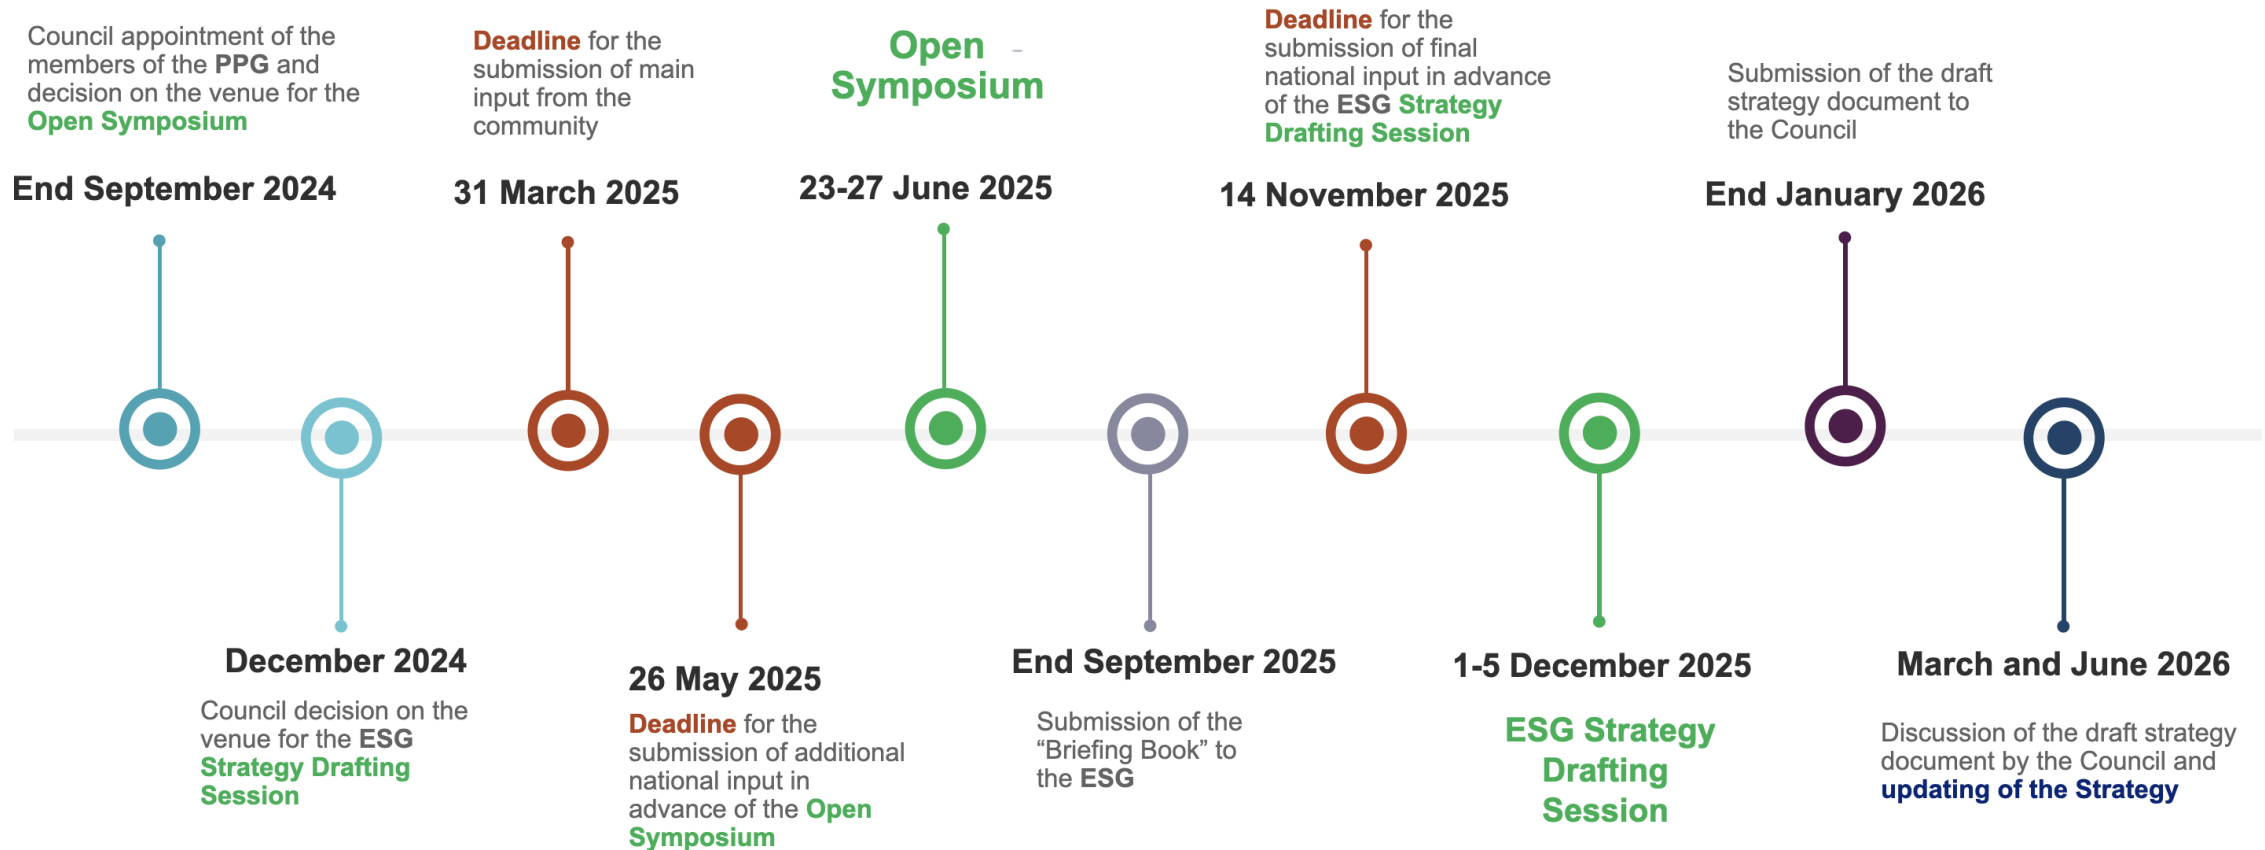 Council appointment of the
members of the PPG and
decision on the venue for the
Open Symposium
End September 2024
December 2024
Council decision on the
venue for the ESG
Strategy Drafting
Session
Deadline for the
submission of main
input from the
community
31 March 2025
26 May 2025
Deadline for the
submission of additional
national input in
advance of the Open
Symposium
Open –
Symposium
23-27 June 2025
End September 2025
Submission of the
“Briefing Book” to
the ESG
Deadline for the
submission of final
national input in advance
of the ESG Strategy
Drafting Session
14 November 2025
1-5 December 2025
ESG Strategy
Drafting
Session
Submission of the draft
strategy document to
the Council
End January 2026
March and June 2026
Discussion of the draft strategy
document by the Council and
updating of the Strategy